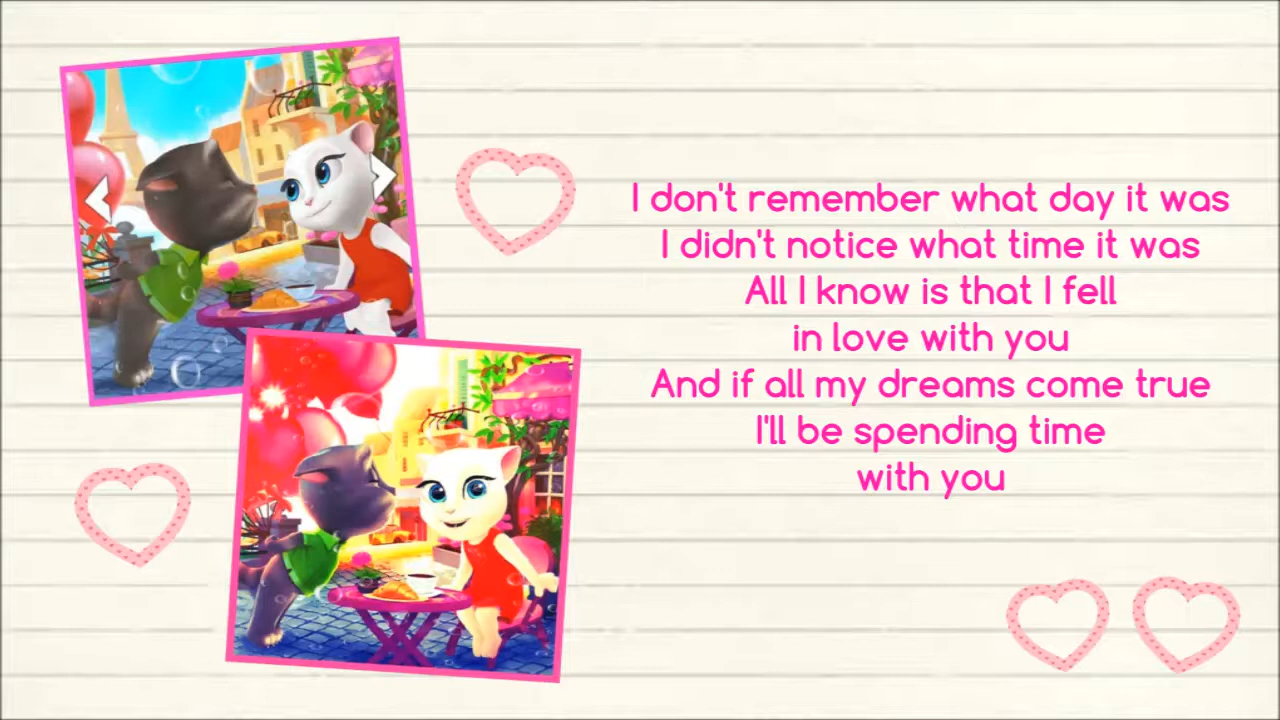 I don't remember what day it was
I didn't notice what time it was
All I know is that I fell
in love with you
And if all my dreams come true
I'll be spending time
with you